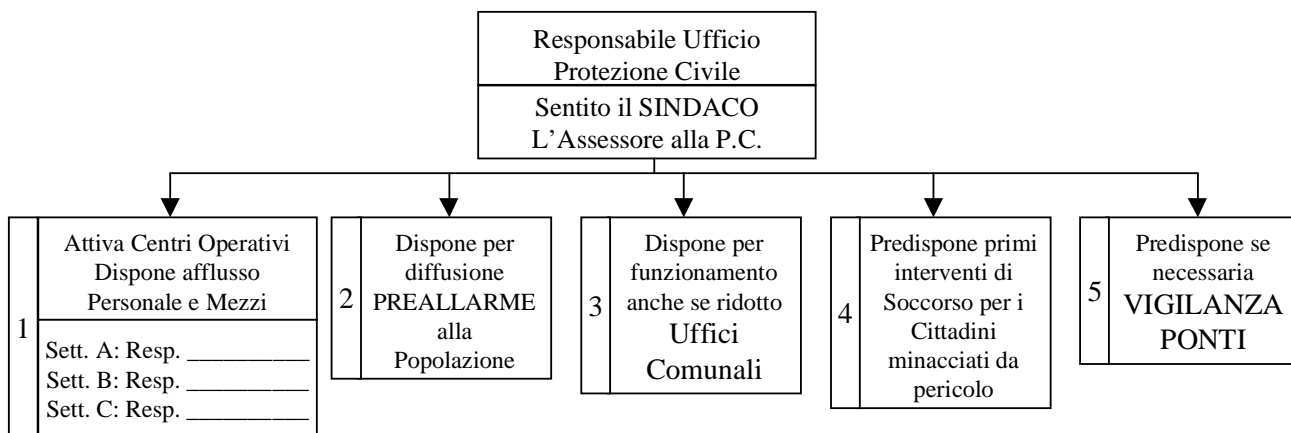 Responsabile Ufficio
Protezione Civile
Sentito il SINDACO
L'Assessore alla P.C.
1
Attiva Centri Operativi
Dispone afflusso
Personale e Mezzi
Sett. A: Resp. __________
Sett. B: Resp. __________
Sett. C: Resp. __________
2
Dispone per
diffusione
PREALLARME
alla
Popolazione
3
Dispone per
funzionamento
anche se ridotto
Uffici
Comunali
4
Predispone primi
interventi di
Soccorso per i
Cittadini
minacciati da
pericolo
5
Predispone se
necessaria
VIGILANZA
PONTI